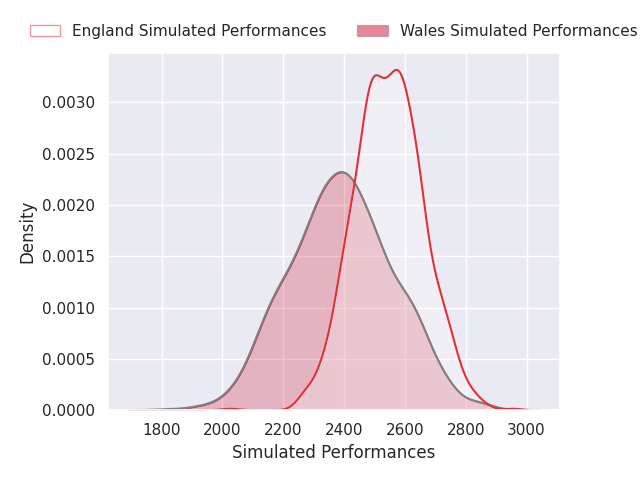 England Simulated Performances Wales Simulated Performances
0.0030
0.0025
0.0020
0.0015
0.0010
0.0005
0.0000
Density
1800 2000 2200 2400 2600 2800 3000
Simulated Performances